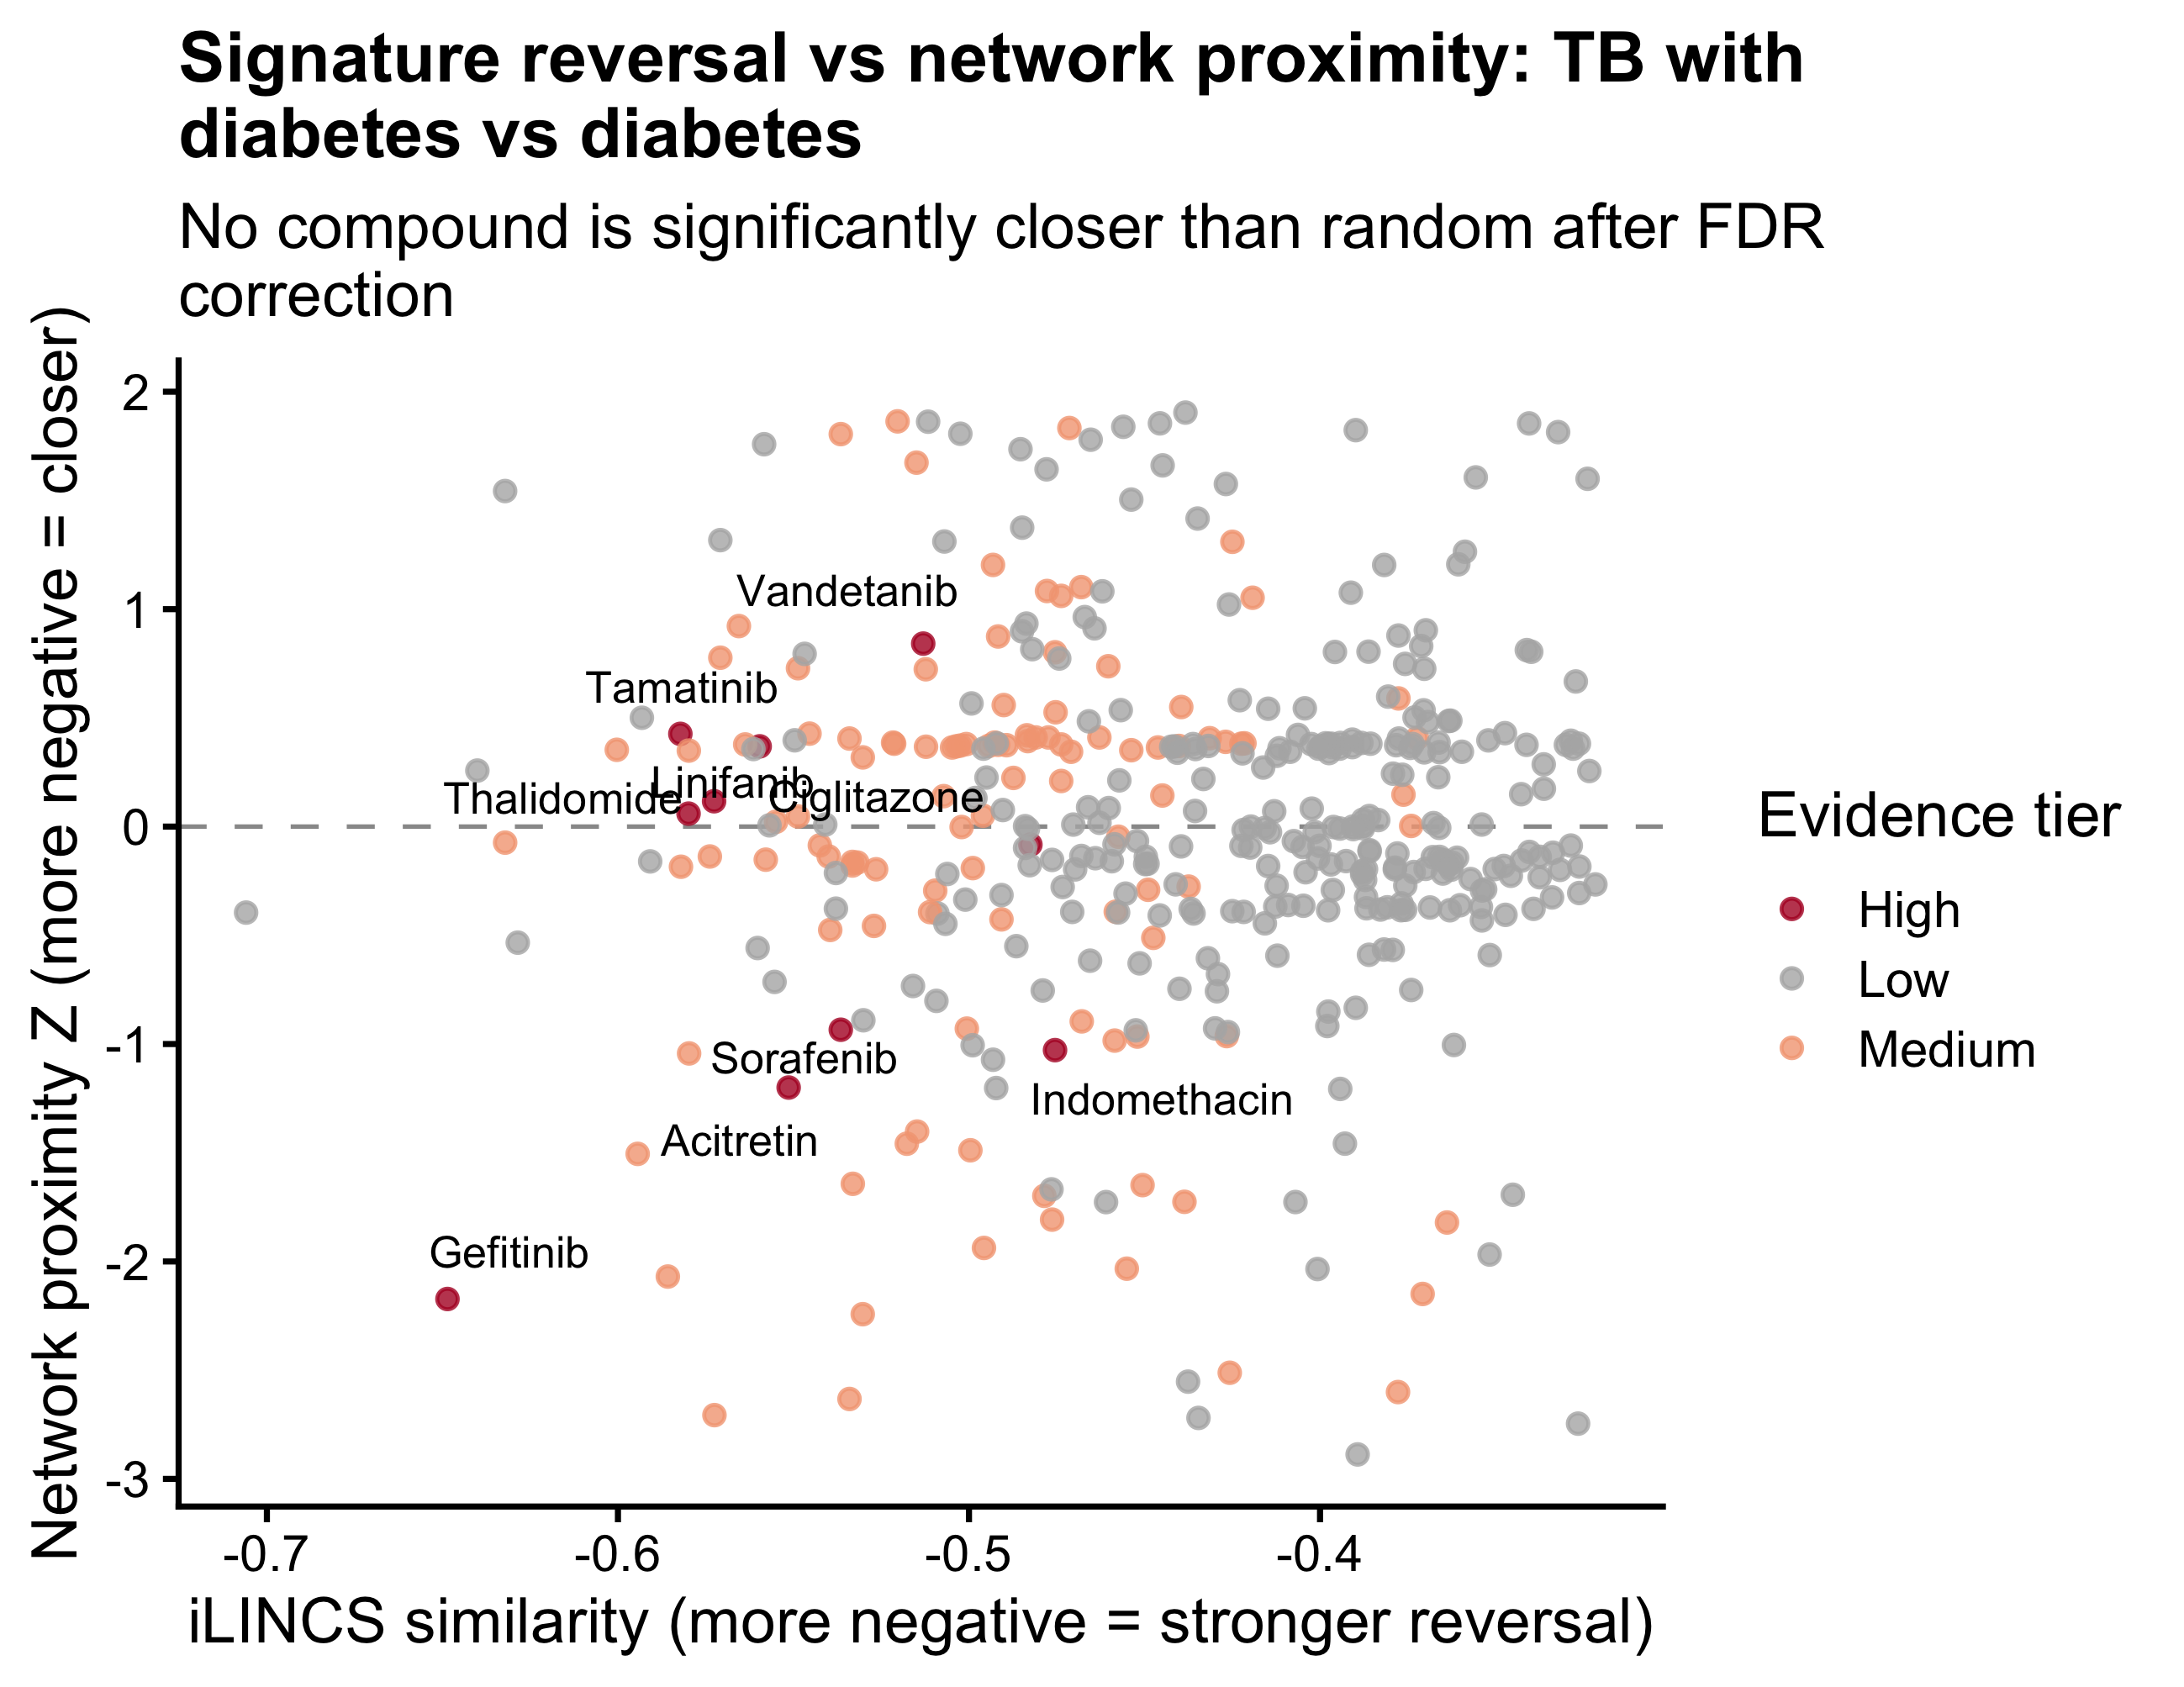 Signature reversal vs network proximity: TB with
diabetes vs diabetes
No compound is significantly closer than random after FDR
correction
Network proximity Z (more negative = closer)
2
1
0
-1
-2
-3
Vandetanib
Tamatinib
Linifanib
Thalidomide
Ciglitazone
Sorafenib
Indomethacin
Acitretin
Gefitinib
-0.7
-0.6
-0.5
-0.4
iLINCS similarity (more negative = stronger reversal)
Evidence tier
High
Low
Medium